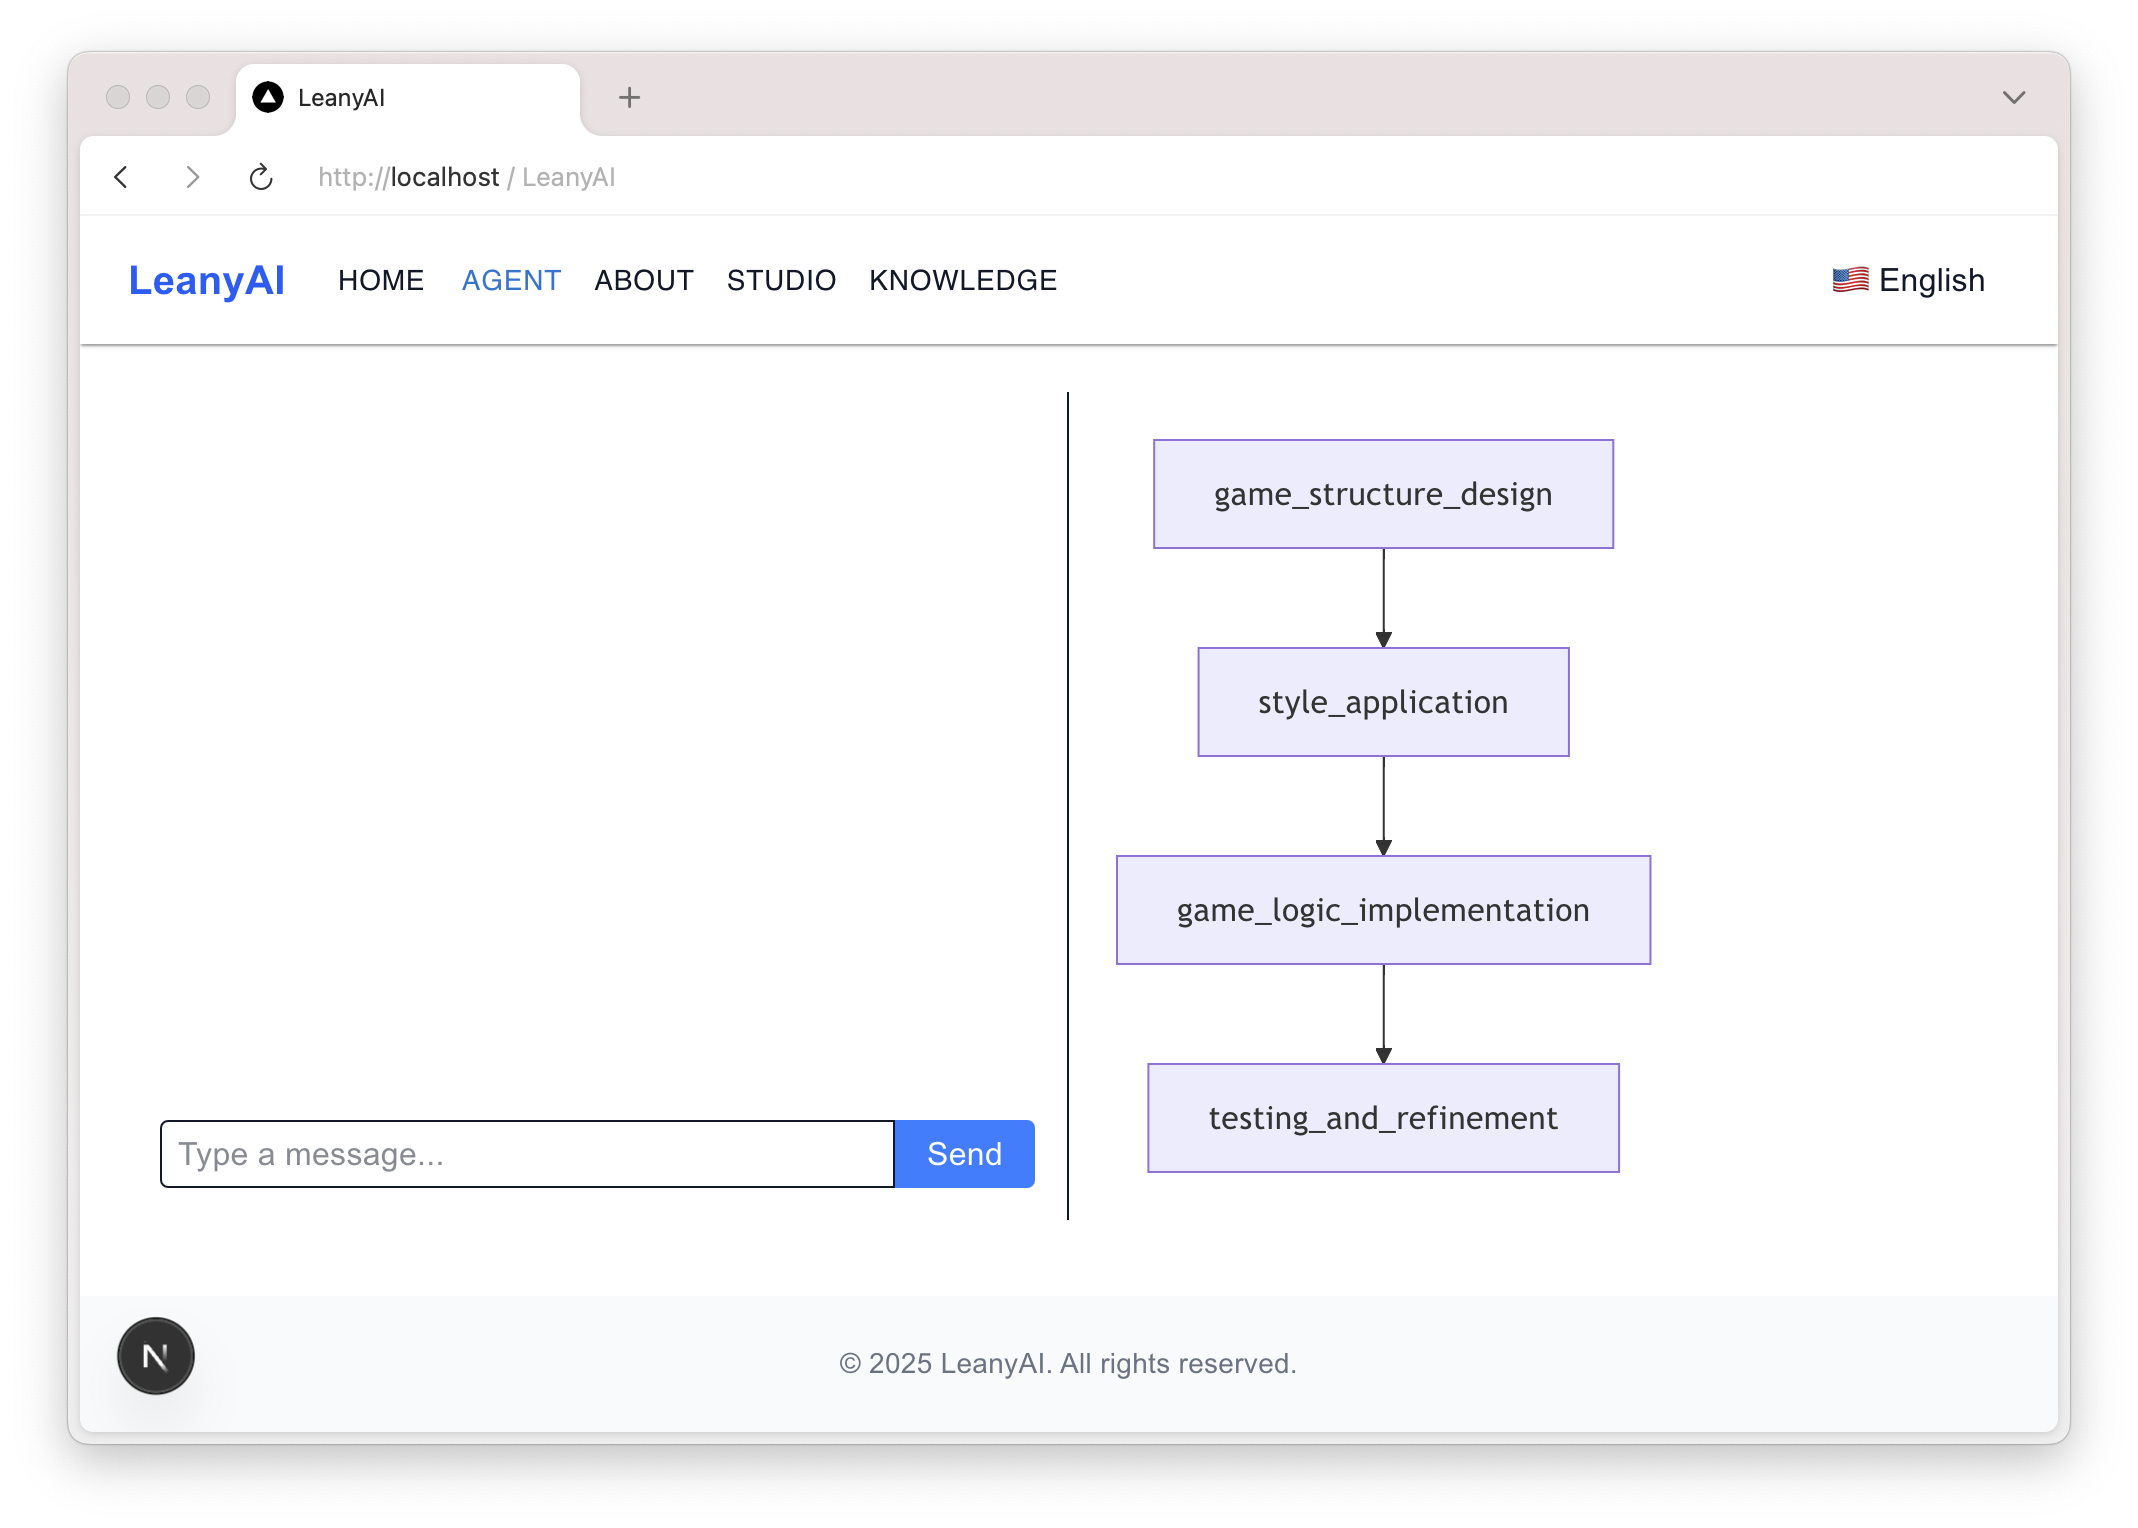 LeanyAI
http://localhost / LeanyAI
LeanyAI HOME AGENT ABOUT STUDIO KNOWLEDGE 🇺🇸 English
game_structure_design
style_application
game_logic_implementation
testing_and_refinement
Type a message...
Send
N
© 2025 LeanyAI. All rights reserved.